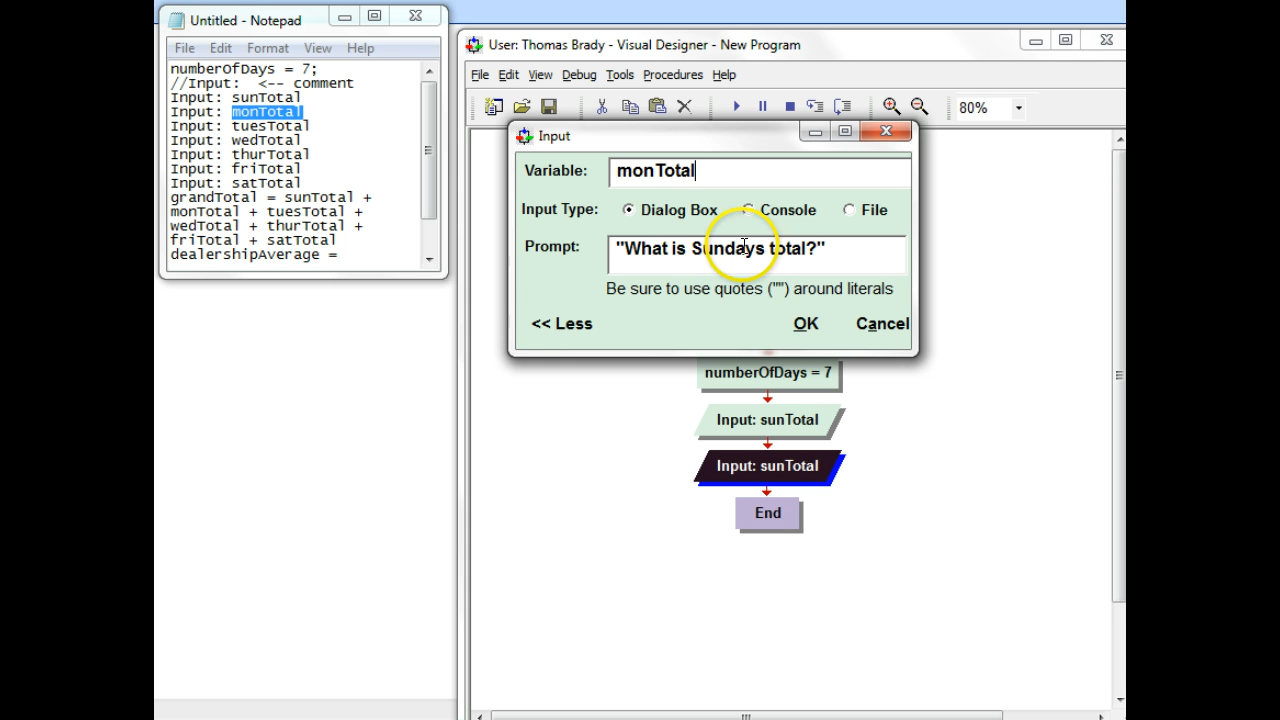 Untitled - Notepad
File Edit Format View Help
numberOfDays = 7;
//Input: <-- comment
Input: sunTotal
Input: monTotal
Input: tuesTotal
Input: wedTotal
Input: thurTotal
Input: friTotal
Input: satTotal
grandTotal = sunTotal +
monTotal + tuesTotal +
wedTotal + thurTotal +
friTotal + satTotal
dealershipAverage =
User: Thomas Brady - Visual Designer - New Program
File Edit View Debug Tools Procedures Help
80%
Input
Variable: monTotal
Input Type: Dialog Box Console File
Prompt: "What is Sundays total?"
Be sure to use quotes ("") around literals
<< Less OK Cancel
numberOfDays = 7
Input: sunTotal
Input: sunTotal
End